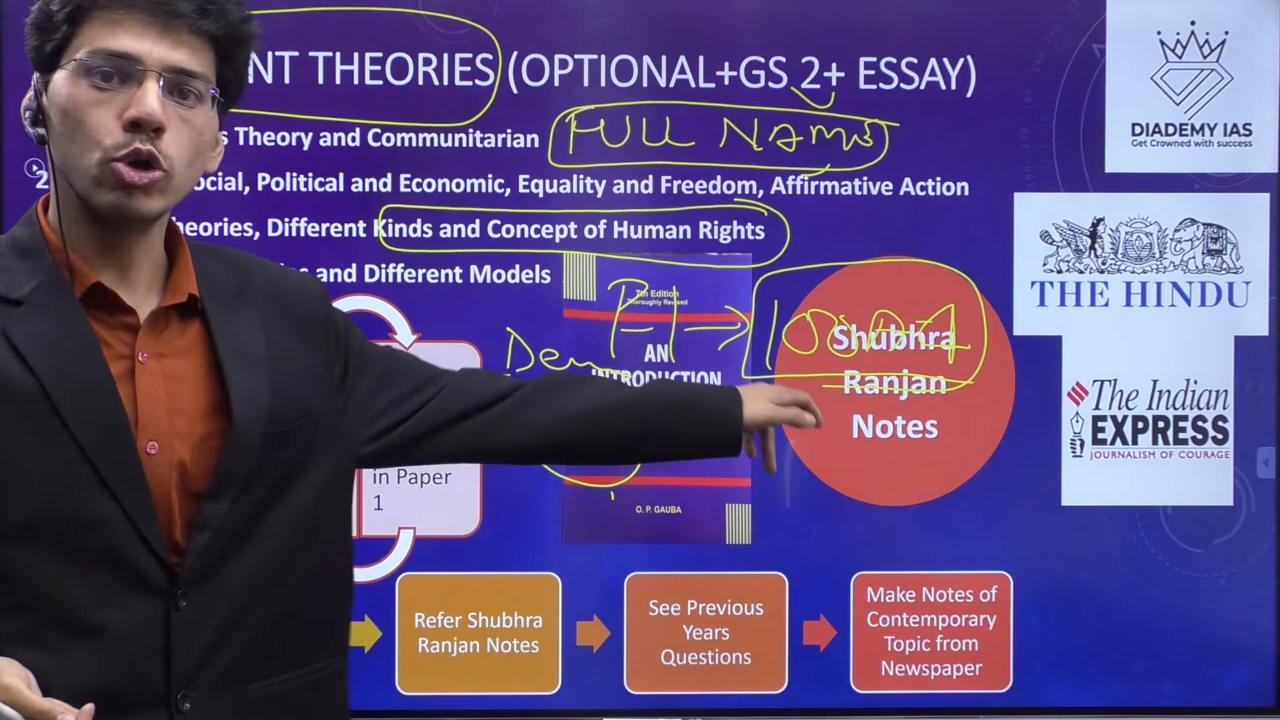 NT THEORIES (OPTIONAL+GS 2+ ESSAY)
s Theory and Communitarian
FULL NAME
2
ocial, Political and Economic, Equality and Freedom, Affirmative Action
heories, Different Kinds and Concept of Human Rights
and Different Models
7th Edition
Thoroughly Revised
AN
INTRODUCTION
O. P. GAUBA
P-1
Shubhra
Ranjan
Notes
in Paper
1
Refer Shubhra
Ranjan Notes
See Previous
Years
Questions
Make Notes of
Contemporary
Topic from
Newspaper
DIADEMY IAS
Get Crowned with success
THE HINDU
The Indian
EXPRESS
JOURNALISM OF COURAGE